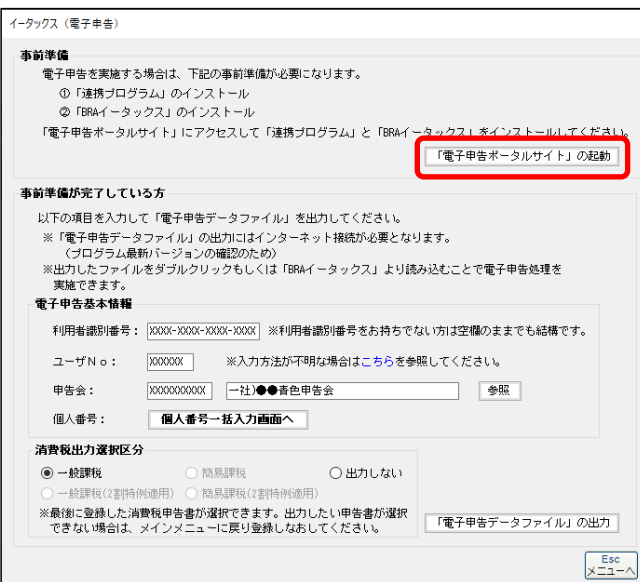 イータックス（電子申告）
事前準備
電子申告を実施する場合は、下記の事前準備が必要になります。
①「連携プログラム」のインストール
②「BRAイータックス」のインストール
「電子申告ポータルサイト」にアクセスして「連携プログラム」と「BRAイータックス」をインストールしてください。
「電子申告ポータルサイト」の起動
事前準備が完了している方
以下の項目を入力して「電子申告データファイル」を出力してください。
※「電子申告データファイル」の出力にはインターネット接続が必要となります。
（プログラム最新バージョンの確認のため）
※出力したファイルをダブルクリックもしくは「BRAイータックス」より読み込むことで電子申告処理を
実施できます。
電子申告基本情報
利用者識別番号： XXXX-XXXX-XXXX-XXXX ※利用者識別番号をお持ちでない方は空欄のままでも結構です。
ユーザＮｏ： XXXXXX ※入力方法が不明な場合はこちらを参照してください。
申告会： XXXXXXXXXX 一社)●●青色申告会 参照
個人番号： 個人番号一括入力画面へ
消費税出力選択区分
一般課税 簡易課税 出力しない
一般課税(2割特例適用) 簡易課税(2割特例適用)
※最後に登録した消費税申告書が選択できます。出力したい申告書が選択
できない場合は、メインメニューに戻り登録しなおしてください。
「電子申告データファイル」の出力
Esc
メニューへ